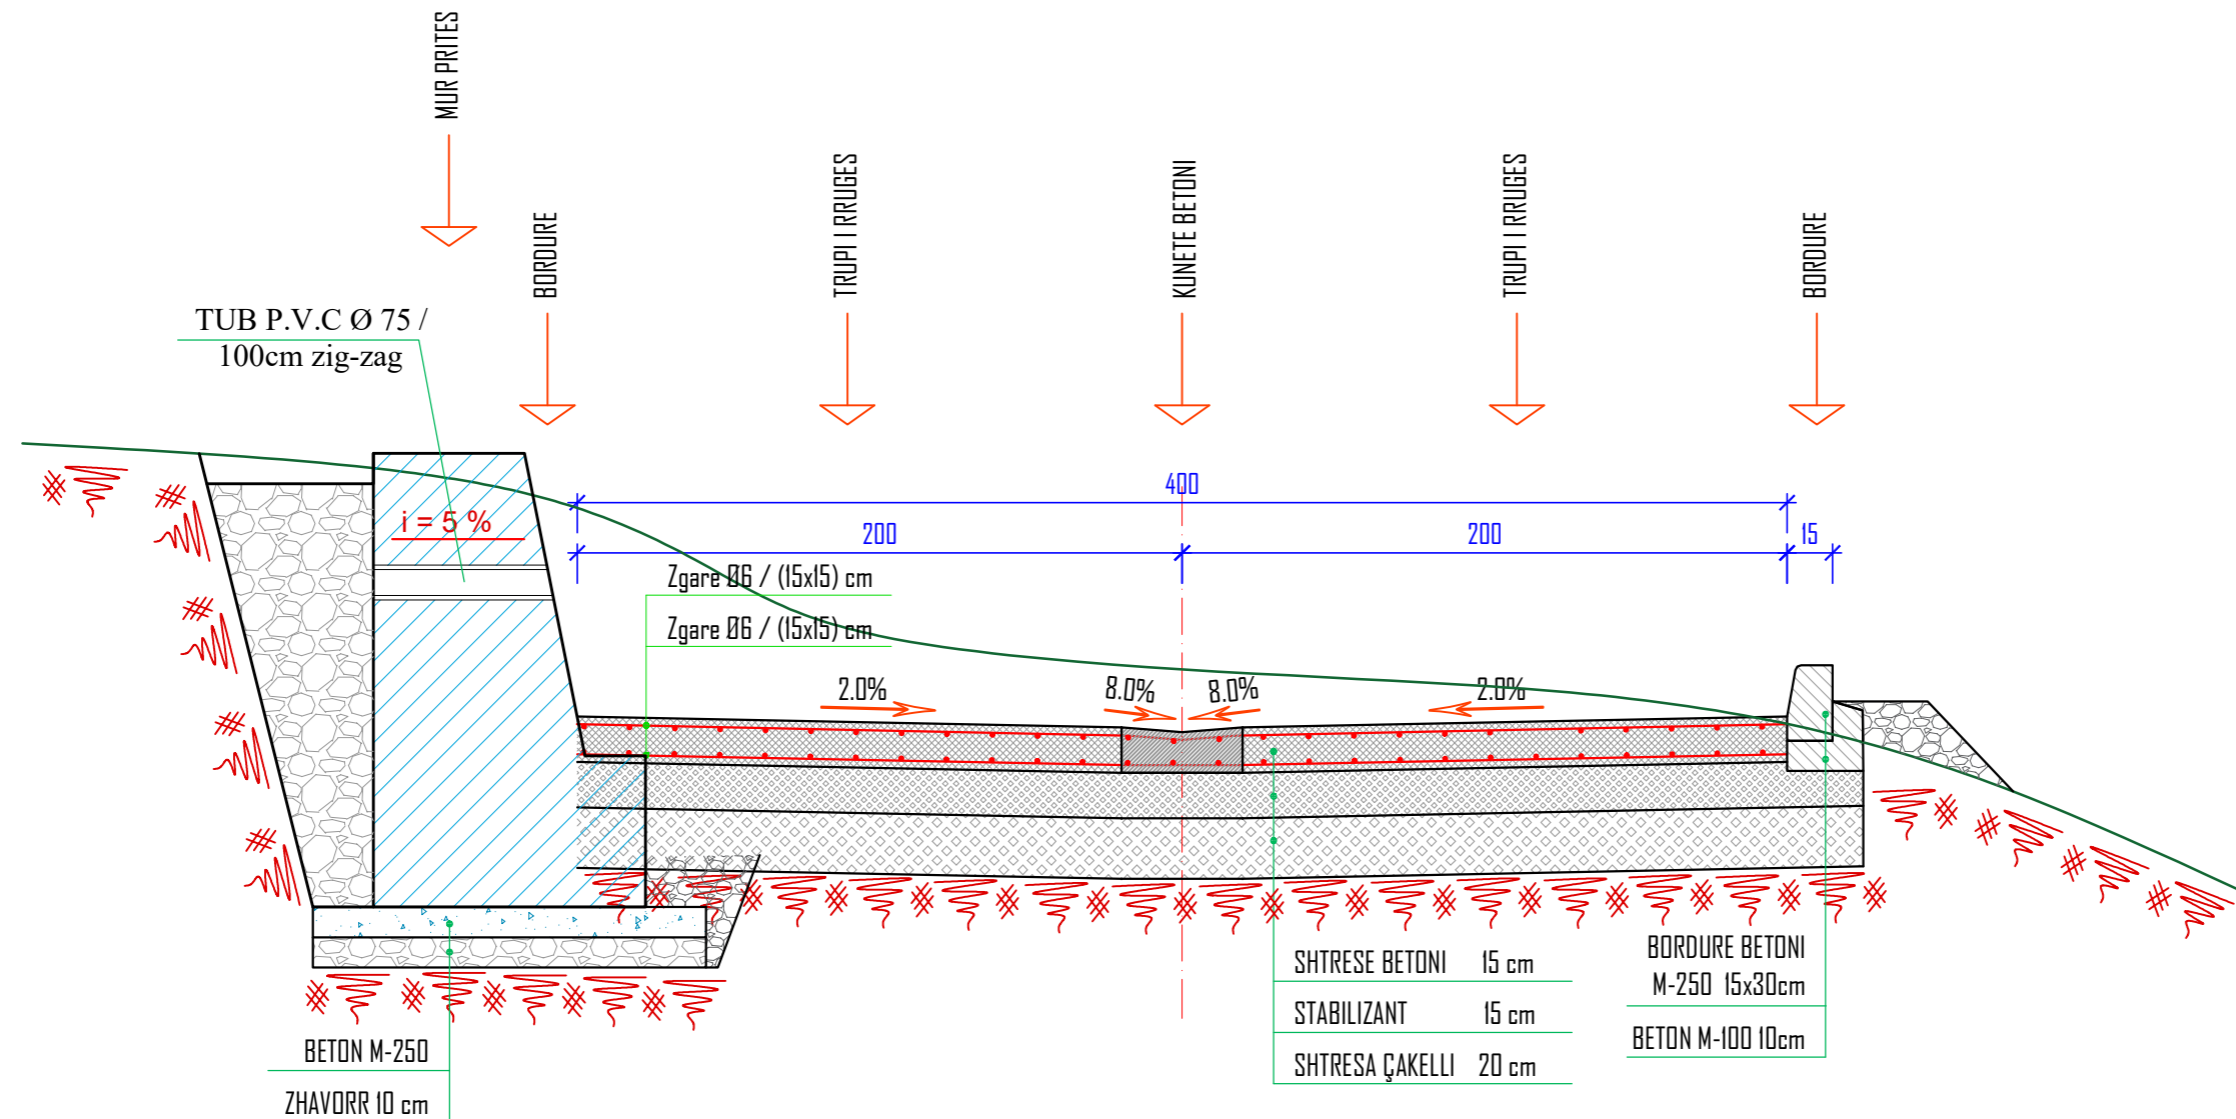 MUR PRITES
BORDURE
TRUPI I RRUGES
KUNETE BETONI
TRUPI I RRUGES
BORDURE
TUB P.V.C Ø 75 /
100cm zig-zag
i = 5 %
400
200
200
15
Zgare Ø6 / (15x15) cm
Zgare Ø6 / (15x15) cm
2.0%
8.0%
8.0%
2.0%
SHTRESE BETONI 15 cm
STABILIZANT 15 cm
SHTRESA ÇAKELLI 20 cm
BORDURE BETONI
M-250 15x30cm
BETON M-100 10cm
BETON M-250
ZHAVORR 10 cm